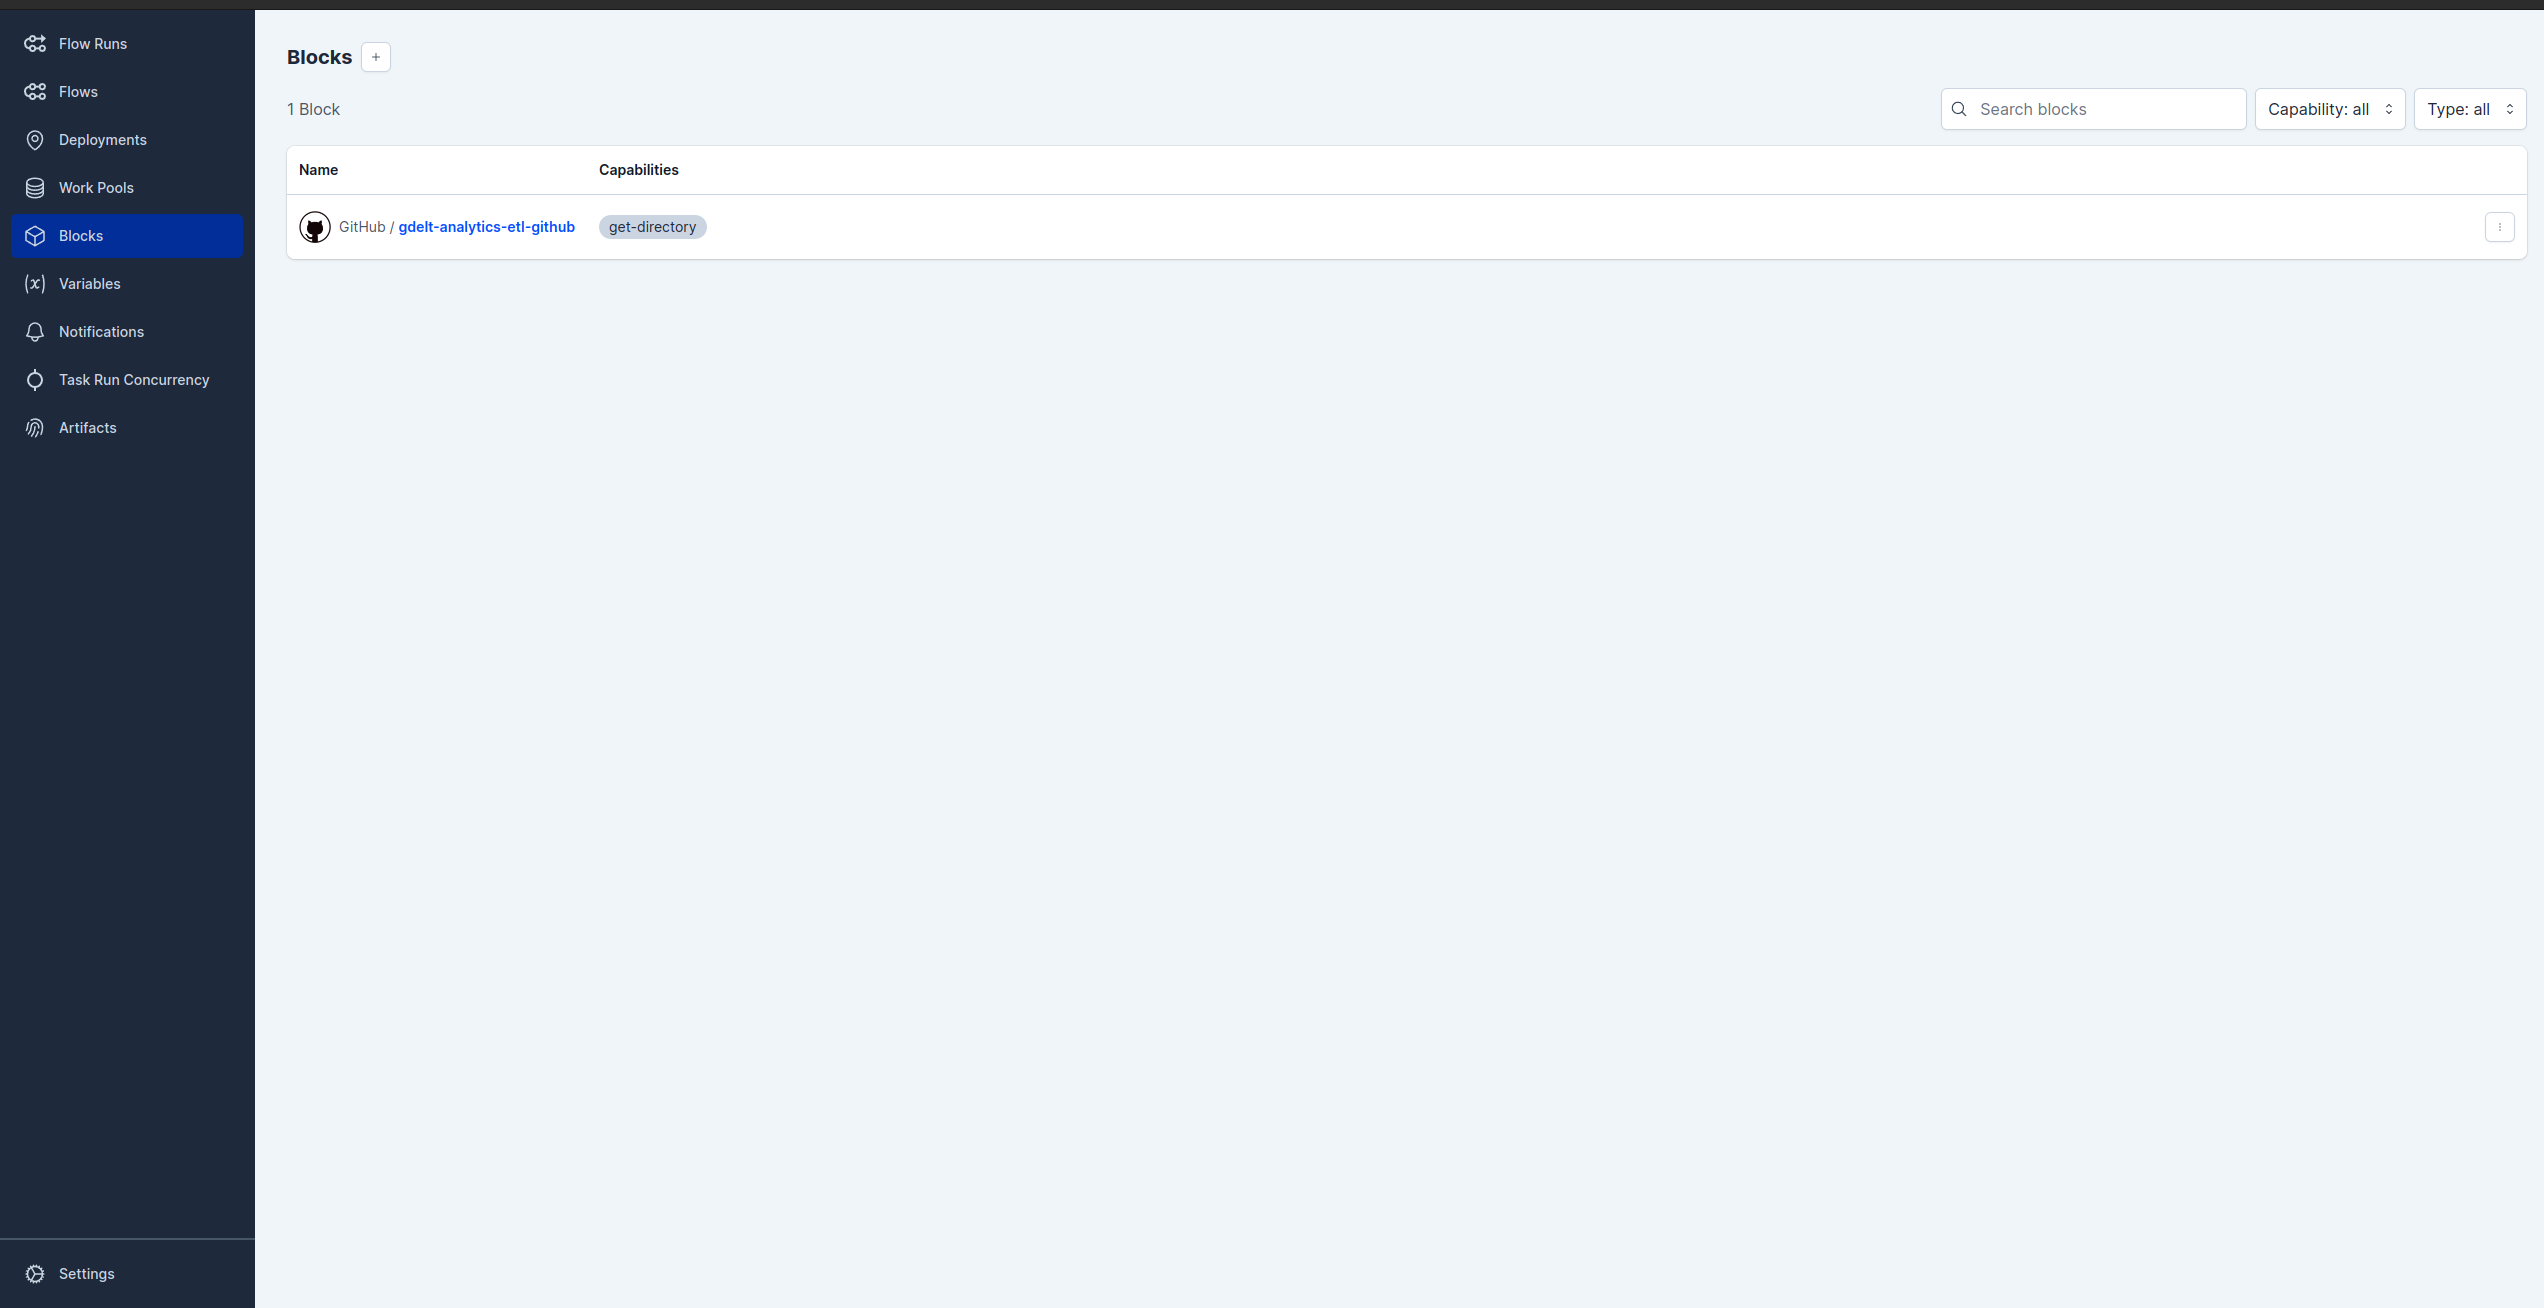 Flow Runs
Flows
Deployments
Work Pools
Blocks
Variables
Notifications
Task Run Concurrency
Artifacts
Settings
Blocks
1 Block
Search blocks
Capability: all
Type: all
Name Capabilities
GitHub / gdelt-analytics-etl-github get-directory